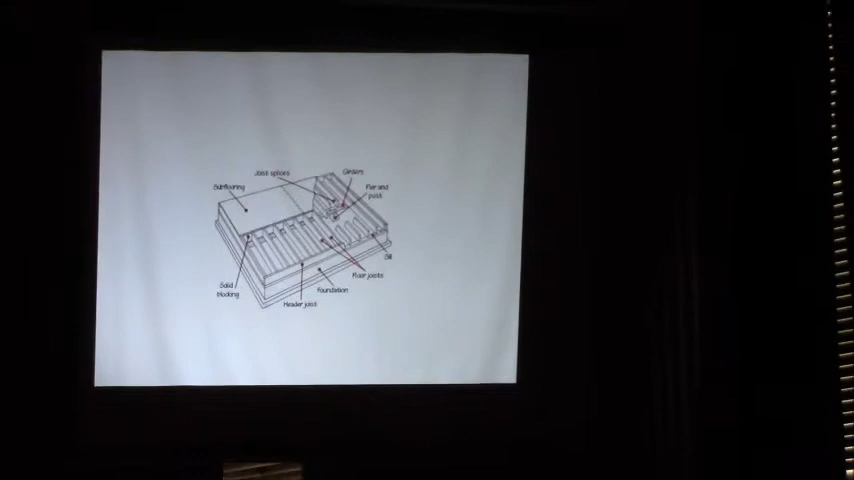 Joist splices
Girders
Subflooring
Pier and
post
Sill
Floor joists
Solid
blocking
Foundation
Header joist